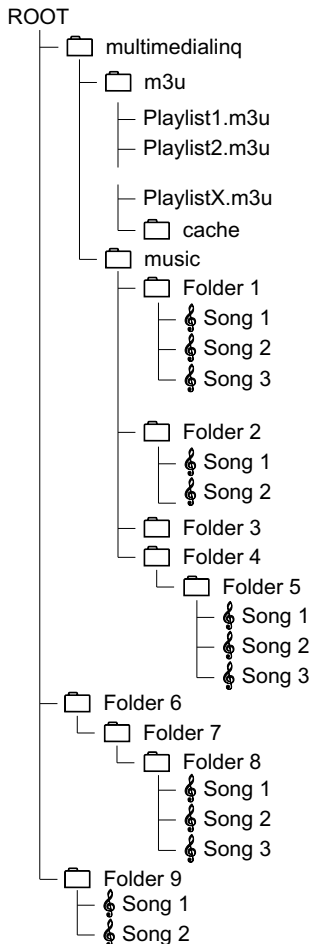 ROOT
multimedialinq
m3u
Playlist1.m3u
Playlist2.m3u
PlaylistX.m3u
cache
music
Folder 1
Song 1
Song 2
Song 3
Folder 2
Song 1
Song 2
Folder 3
Folder 4
Folder 5
Song 1
Song 2
Song 3
Folder 6
Folder 7
Folder 8
Song 1
Song 2
Song 3
Folder 9
Song 1
Song 2